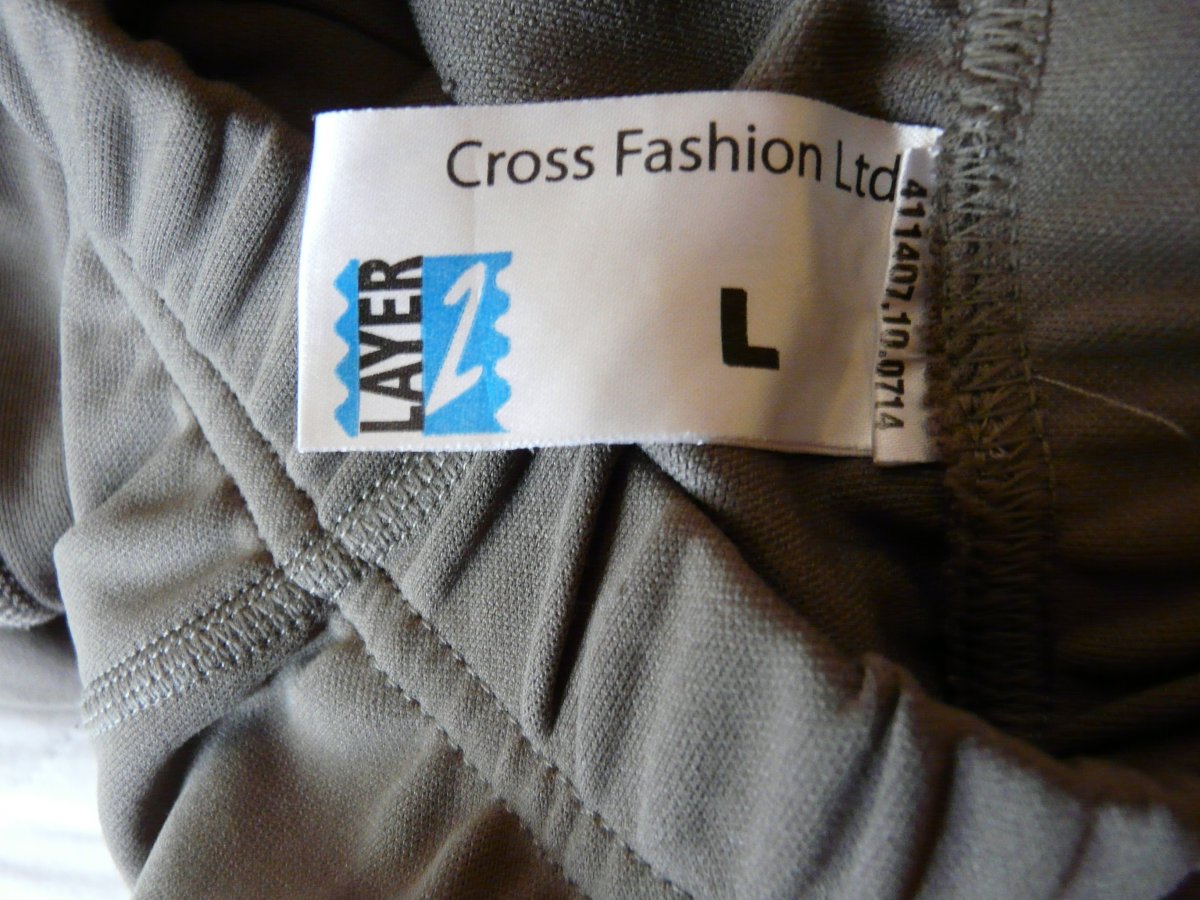 Cross Fashion Ltd
LAYER
2
L
411407.10.0714